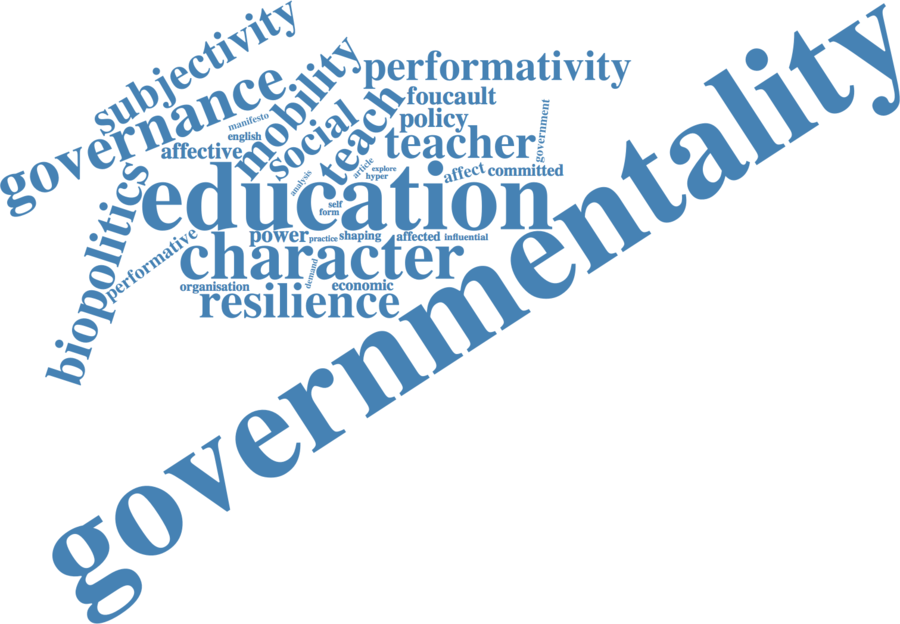 subjectivity
governance
mobility
performativity
foucault
manifesto
english
social
teach
policy
government
affective
teacher
article
explore
hyper
affect
committed
analysis
education
biopolitics
self
form
performative
power
practice
shaping
affected
influential
character
demand
organisation
economic
resilience
governmentality